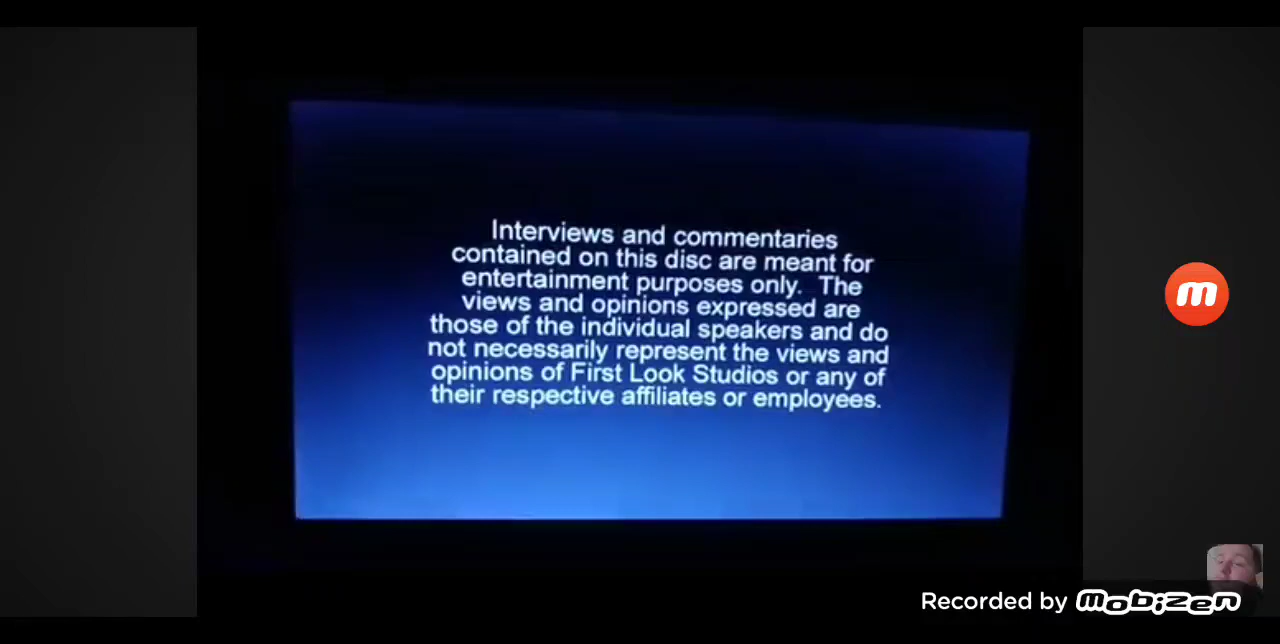 Interviews and commentaries
contained on this disc are meant for
entertainment purposes only. The
views and opinions expressed are
those of the individual speakers and do
not necessarily represent the views and
opinions of First Look Studios or any of
their respective affiliates or employees.
m
Recorded by mobizen